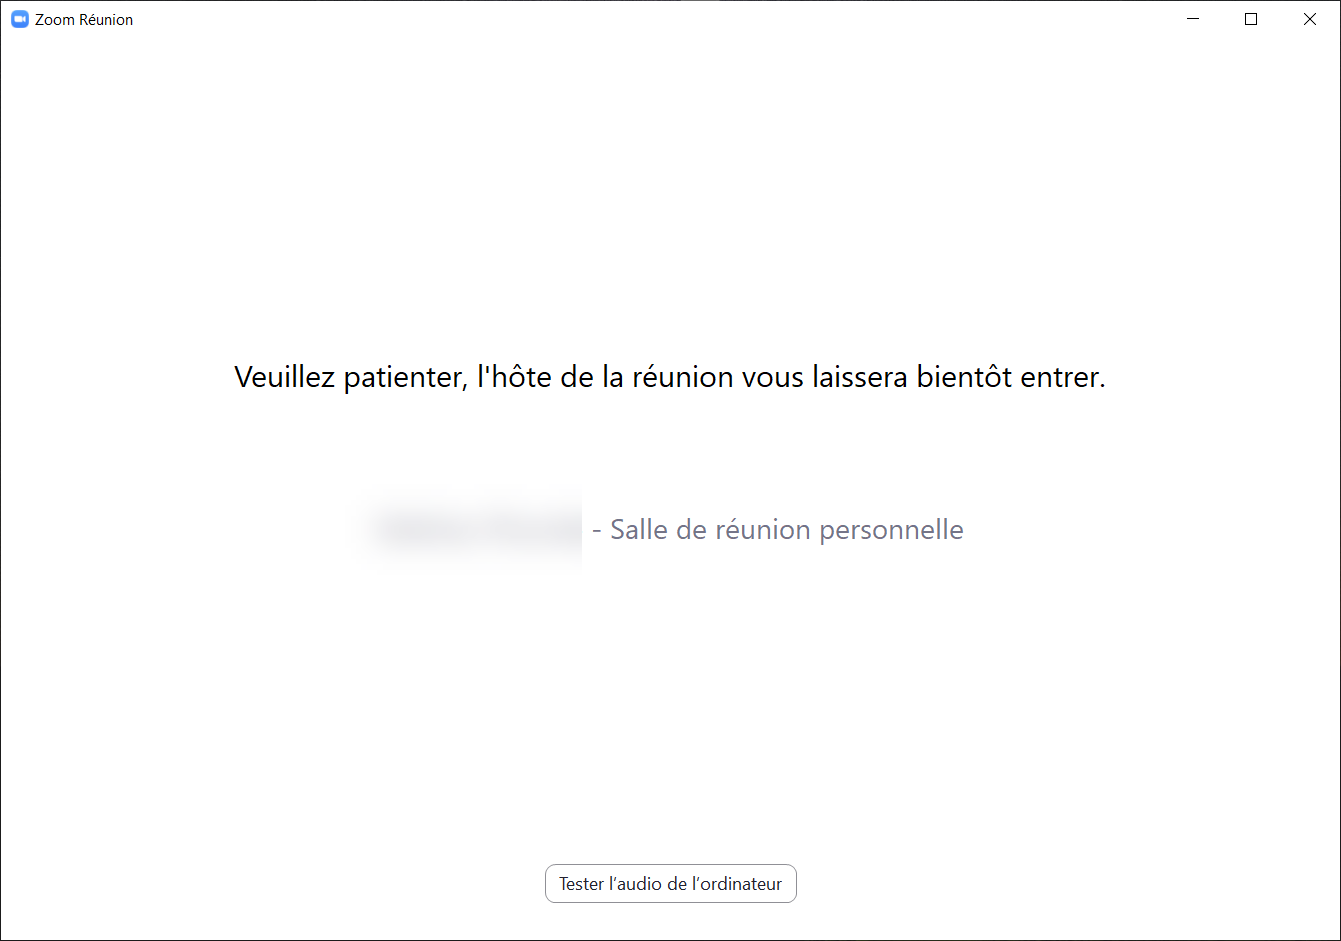 Zoom Réunion
Veuillez patienter, l'hôte de la réunion vous laissera bientôt entrer.
- Salle de réunion personnelle
Tester l’audio de l’ordinateur